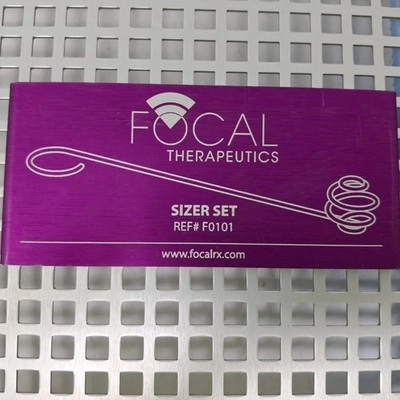 FOCAL
THERAPEUTICS
SIZER SET
REF# F0101
www.focalrx.com